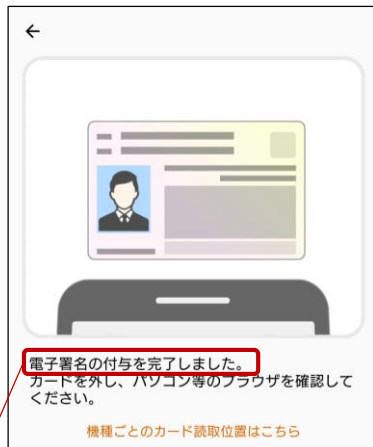 電子署名の付与を完了しました。
カードを外し、パソコン等のブラウザを確認して
ください。
機種ごとのカード読取位置はこちら